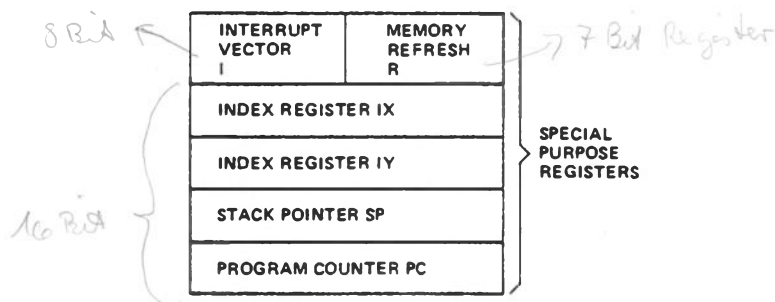 8 Bit
INTERRUPT VECTOR I
MEMORY REFRESH R
7 Bit Register
INDEX REGISTER IX
INDEX REGISTER IY
STACK POINTER SP
PROGRAM COUNTER PC
SPECIAL PURPOSE REGISTERS
16 Bit